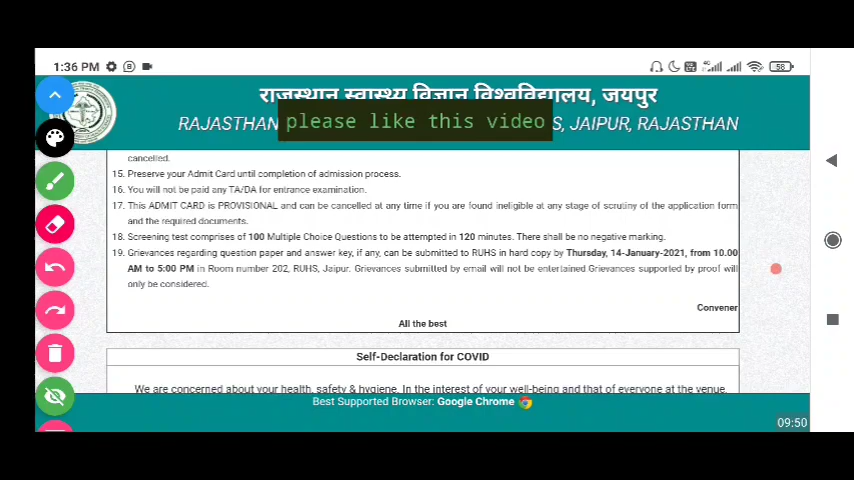 1:36 PM
58
राजस्थान स्वास्थ्य विज्ञान विश्वविद्यालय, जयपुर
RAJASTHAN S, JAIPUR, RAJASTHAN
please like this video
cancelled.
15. Preserve your Admit Card until completion of admission process.
16. You will not be paid any TA/DA for entrance examination.
17. This ADMIT CARD is PROVISIONAL and can be cancelled at any time if you are found ineligible at any stage of scrutiny of the application form
and the required documents.
18. Screening test comprises of 100 Multiple Choice Questions to be attempted in 120 minutes. There shall be no negative marking.
19. Grievances regarding question paper and answer key, if any, can be submitted to RUHS in hard copy by Thursday, 14-January-2021, from 10.00
AM to 5:00 PM in Room number 202, RUHS, Jaipur. Grievances submitted by email will not be entertained.Grievances supported by proof will
only be considered.
Convener
All the best
Self-Declaration for COVID
We are concerned about your health, safety & hygiene. In the interest of your well-being and that of everyone at the venue,
Best Supported Browser: Google Chrome
09:50